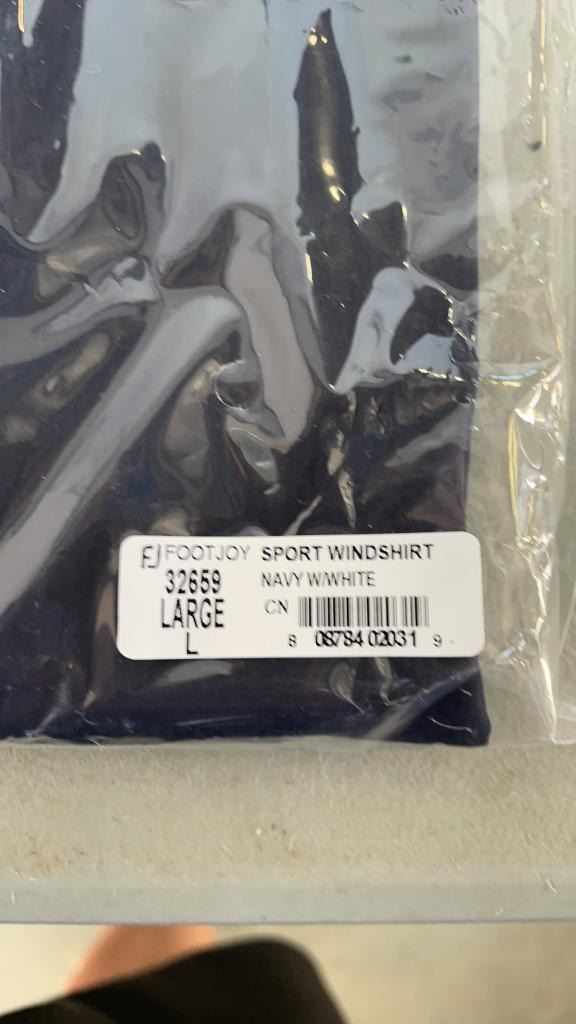 FJ FOOTJOY SPORT WINDSHIRT
32659 NAVY W/WHITE
LARGE CN
L 8 08784 02031 9